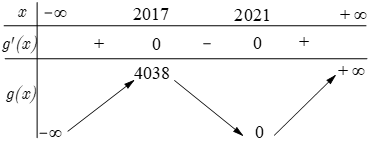 x −∞ 2017 2021 +∞
g'(x) + 0 − 0 +
4038 +∞
g(x)
−∞ 0